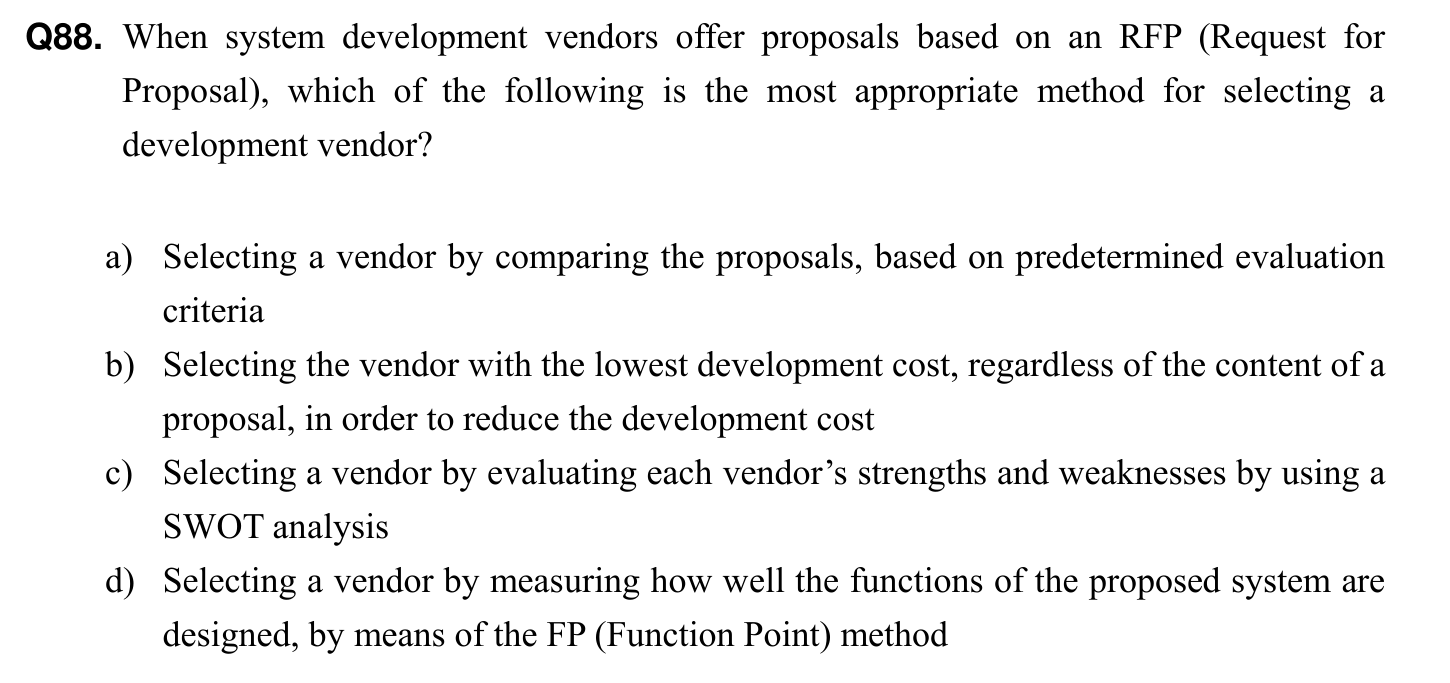 Q88. When system development vendors offer proposals based on an RFP (Request for
Proposal), which of the following is the most appropriate method for selecting a
development vendor?
a) Selecting a vendor by comparing the proposals, based on predetermined evaluation
criteria
b) Selecting the vendor with the lowest development cost, regardless of the content of a
proposal, in order to reduce the development cost
c) Selecting a vendor by evaluating each vendor’s strengths and weaknesses by using a
SWOT analysis
d) Selecting a vendor by measuring how well the functions of the proposed system are
designed, by means of the FP (Function Point) method